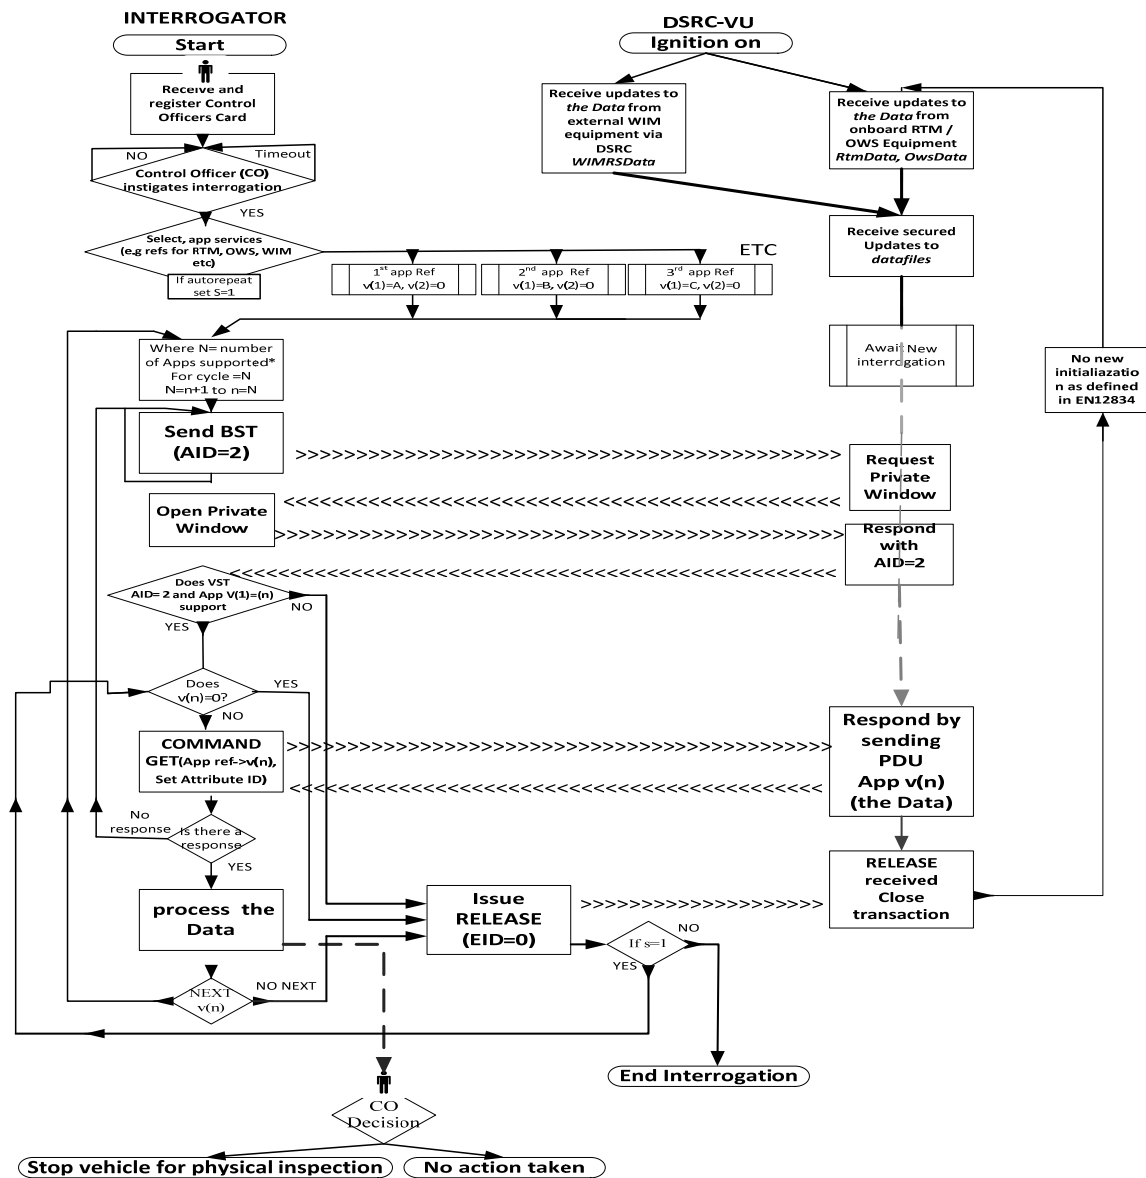 INTERROGATOR
Start
Receive and
register Control
Officers Card
NO
Timeout
Control Officer (CO)
instigates interrogation
YES
Select, app services
(e.g refs for RTM, OWS, WIM
etc)
If autorepeat
set S=1
1st app Ref
v(1)=A, v(2)=0
2nd app Ref
v(1)=B, v(2)=0
3rd app Ref
v(1)=C, v(2)=0
ETC
Where N= number
of Apps supported*
For cycle =N
N=n+1 to n=N
Send BST
(AID=2)
>>>>>>>>>>>>>>>>>>>>>>>>>>>>>>>>>>>>>>>>>>>>>
<<<<<<<<<<<<<<<<<<<<<<<<<<<<<<<<<<<<<<<<<<<<<
Open Private
Window
>>>>>>>>>>>>>>>>>>>>>>>>>>>>>>>>>>>>>>>>>>>>>>>
<<<<<<<<<<<<<<<<<<<<<<<<<<<<<<<<<<<<<<<<<<<<<<<<<<
Does VST
AID= 2 and App V(1)=(n)
support
NO
YES
Does
v(n)=0?
YES
NO
COMMAND
GET(App ref->v(n),
Set Attribute ID)
>>>>>>>>>>>>>>>>>>>>>>>>>>>>>>>>>>>>>>>>>>>>>
<<<<<<<<<<<<<<<<<<<<<<<<<<<<<<<<<<<<<<<<<<<<
No
response
Is there a
response
YES
process the
Data
NEXT
v(n)
NO NEXT
Issue
RELEASE
(EID=0)
>>>>>>>>>>>>>>>>>>>>
If s=1
NO
YES
End Interrogation
CO
Decision
Stop vehicle for physical inspection
No action taken
DSRC-VU
Ignition on
Receive updates to
the Data from
external WIM
equipment via
DSRC
WIMRSData
Receive updates to
the Data from
onboard RTM /
OWS Equipment
RtmData, OwsData
Receive secured
Updates to
datafiles
Await New
interrogation
No new
initialiazatio
n as defined
in EN12834
Request
Private
Window
Respond
with
AID=2
Respond by
sending
PDU
App v(n)
(the Data)
RELEASE
received
Close
transaction